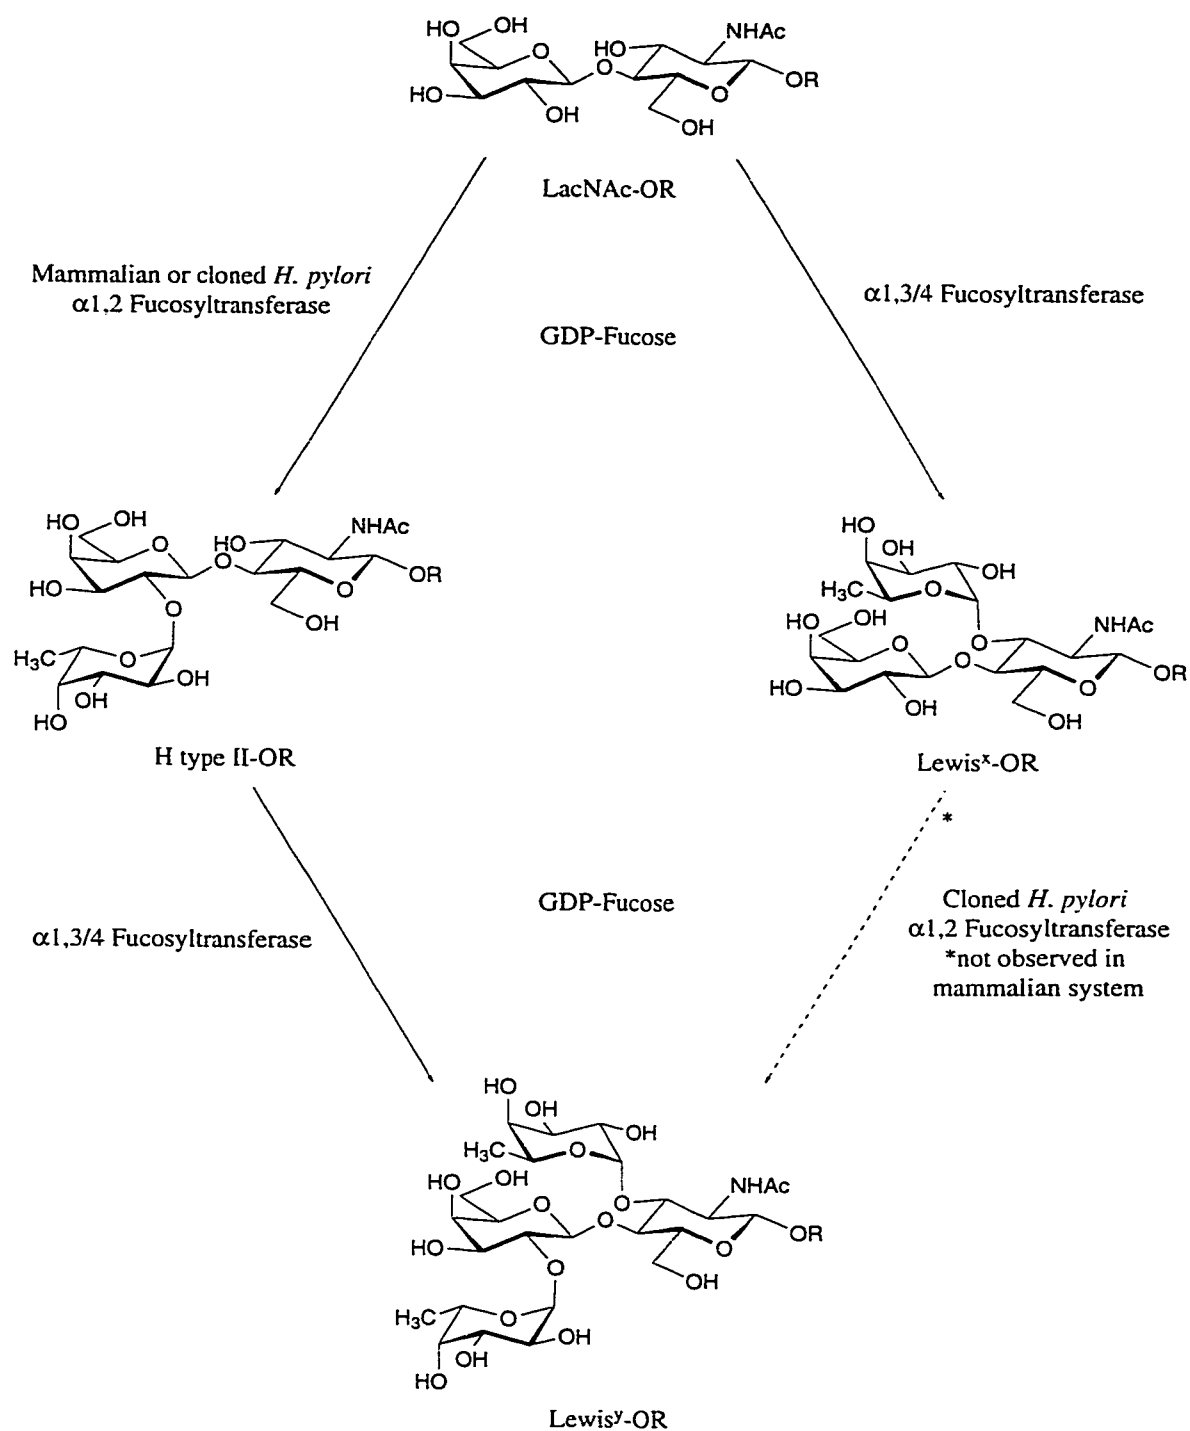 HO OH
O
HO
NHAc
O
HO
OH
O
OR
OH
LacNAc-OR
Mammalian or cloned H. pylori
α1,2 Fucosyltransferase
α1,3/4 Fucosyltransferase
GDP-Fucose
HO OH
O
HO
NHAc
O
HO
O
OR
O
OH
H₃C
O
OH
OH
HO
H type II-OR
HO
OH
OH
H₃C
O
HO
OH
O
O
NHAc
O
HO
OH
O
OR
OH
Lewisˣ-OR
*
GDP-Fucose
α1,3/4 Fucosyltransferase
Cloned H. pylori
α1,2 Fucosyltransferase
*not observed in
mammalian system
HO
OH
OH
H₃C
O
HO
OH
O
O
NHAc
O
HO
O
OR
O
OH
H₃C
O
OH
OH
HO
Lewisʸ-OR